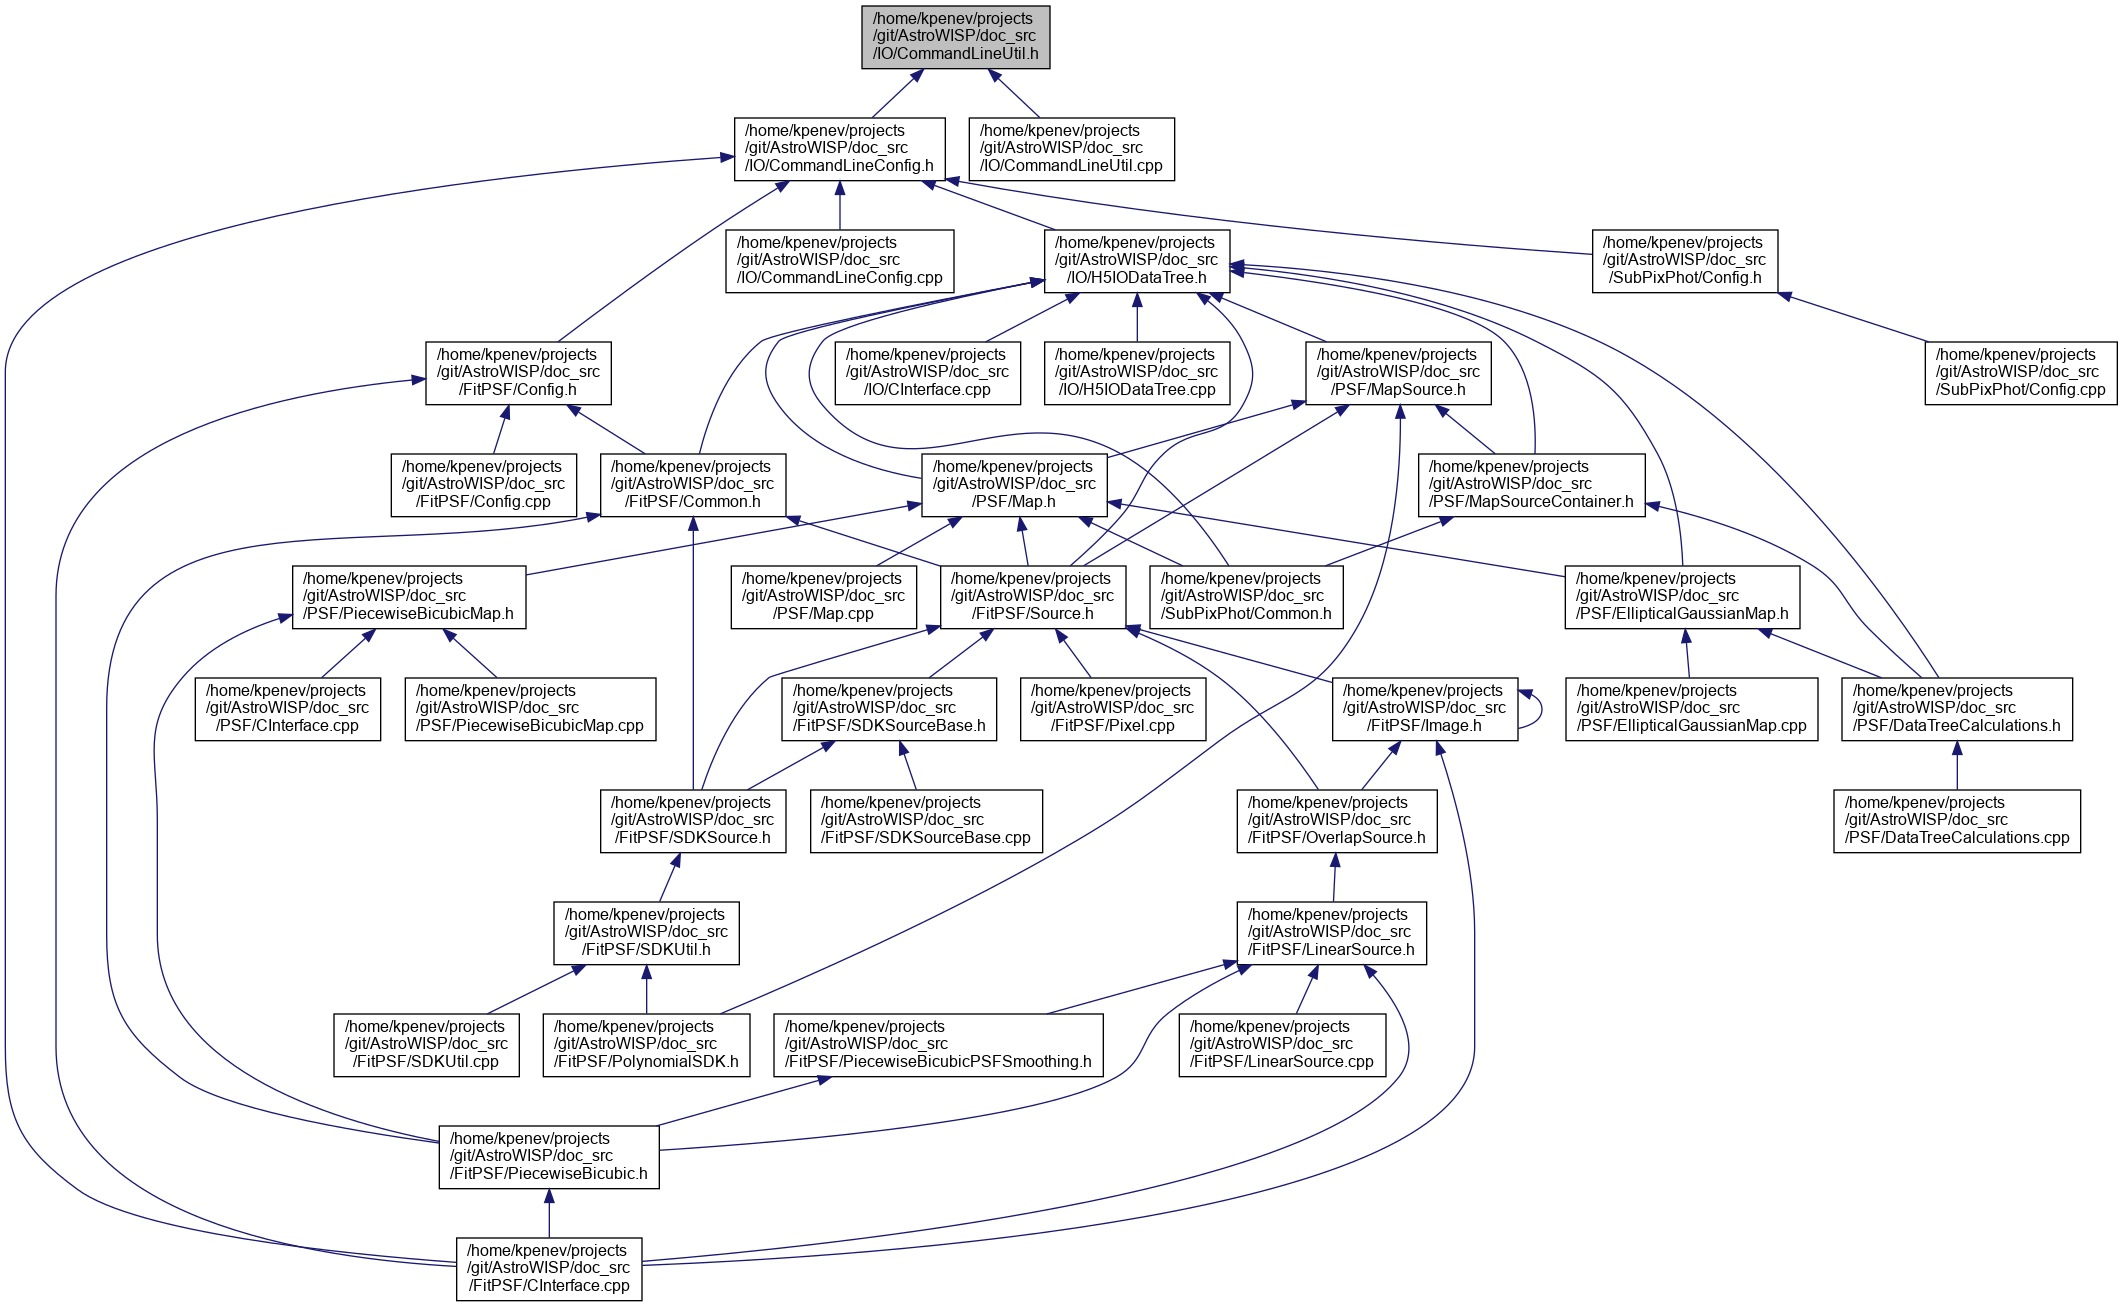 /home/kpenev/projects
/git/AstroWISP/doc_src
/IO/CommandLineUtil.h
/home/kpenev/projects
/git/AstroWISP/doc_src
/IO/CommandLineConfig.h
/home/kpenev/projects
/git/AstroWISP/doc_src
/IO/CommandLineUtil.cpp
/home/kpenev/projects
/git/AstroWISP/doc_src
/IO/CommandLineConfig.cpp
/home/kpenev/projects
/git/AstroWISP/doc_src
/IO/H5IODataTree.h
/home/kpenev/projects
/git/AstroWISP/doc_src
/SubPixPhot/Config.h
/home/kpenev/projects
/git/AstroWISP/doc_src
/FitPSF/Config.h
/home/kpenev/projects
/git/AstroWISP/doc_src
/IO/CInterface.cpp
/home/kpenev/projects
/git/AstroWISP/doc_src
/IO/H5IODataTree.cpp
/home/kpenev/projects
/git/AstroWISP/doc_src
/PSF/MapSource.h
/home/kpenev/projects
/git/AstroWISP/doc_src
/SubPixPhot/Config.cpp
/home/kpenev/projects
/git/AstroWISP/doc_src
/FitPSF/Config.cpp
/home/kpenev/projects
/git/AstroWISP/doc_src
/FitPSF/Common.h
/home/kpenev/projects
/git/AstroWISP/doc_src
/PSF/Map.h
/home/kpenev/projects
/git/AstroWISP/doc_src
/PSF/MapSourceContainer.h
/home/kpenev/projects
/git/AstroWISP/doc_src
/PSF/PiecewiseBicubicMap.h
/home/kpenev/projects
/git/AstroWISP/doc_src
/PSF/Map.cpp
/home/kpenev/projects
/git/AstroWISP/doc_src
/FitPSF/Source.h
/home/kpenev/projects
/git/AstroWISP/doc_src
/SubPixPhot/Common.h
/home/kpenev/projects
/git/AstroWISP/doc_src
/PSF/EllipticalGaussianMap.h
/home/kpenev/projects
/git/AstroWISP/doc_src
/PSF/CInterface.cpp
/home/kpenev/projects
/git/AstroWISP/doc_src
/PSF/PiecewiseBicubicMap.cpp
/home/kpenev/projects
/git/AstroWISP/doc_src
/FitPSF/SDKSourceBase.h
/home/kpenev/projects
/git/AstroWISP/doc_src
/FitPSF/Pixel.cpp
/home/kpenev/projects
/git/AstroWISP/doc_src
/FitPSF/Image.h
/home/kpenev/projects
/git/AstroWISP/doc_src
/PSF/EllipticalGaussianMap.cpp
/home/kpenev/projects
/git/AstroWISP/doc_src
/PSF/DataTreeCalculations.h
/home/kpenev/projects
/git/AstroWISP/doc_src
/FitPSF/SDKSource.h
/home/kpenev/projects
/git/AstroWISP/doc_src
/FitPSF/SDKSourceBase.cpp
/home/kpenev/projects
/git/AstroWISP/doc_src
/FitPSF/OverlapSource.h
/home/kpenev/projects
/git/AstroWISP/doc_src
/PSF/DataTreeCalculations.cpp
/home/kpenev/projects
/git/AstroWISP/doc_src
/FitPSF/SDKUtil.h
/home/kpenev/projects
/git/AstroWISP/doc_src
/FitPSF/LinearSource.h
/home/kpenev/projects
/git/AstroWISP/doc_src
/FitPSF/SDKUtil.cpp
/home/kpenev/projects
/git/AstroWISP/doc_src
/FitPSF/PolynomialSDK.h
/home/kpenev/projects
/git/AstroWISP/doc_src
/FitPSF/PiecewiseBicubicPSFSmoothing.h
/home/kpenev/projects
/git/AstroWISP/doc_src
/FitPSF/LinearSource.cpp
/home/kpenev/projects
/git/AstroWISP/doc_src
/FitPSF/PiecewiseBicubic.h
/home/kpenev/projects
/git/AstroWISP/doc_src
/FitPSF/CInterface.cpp